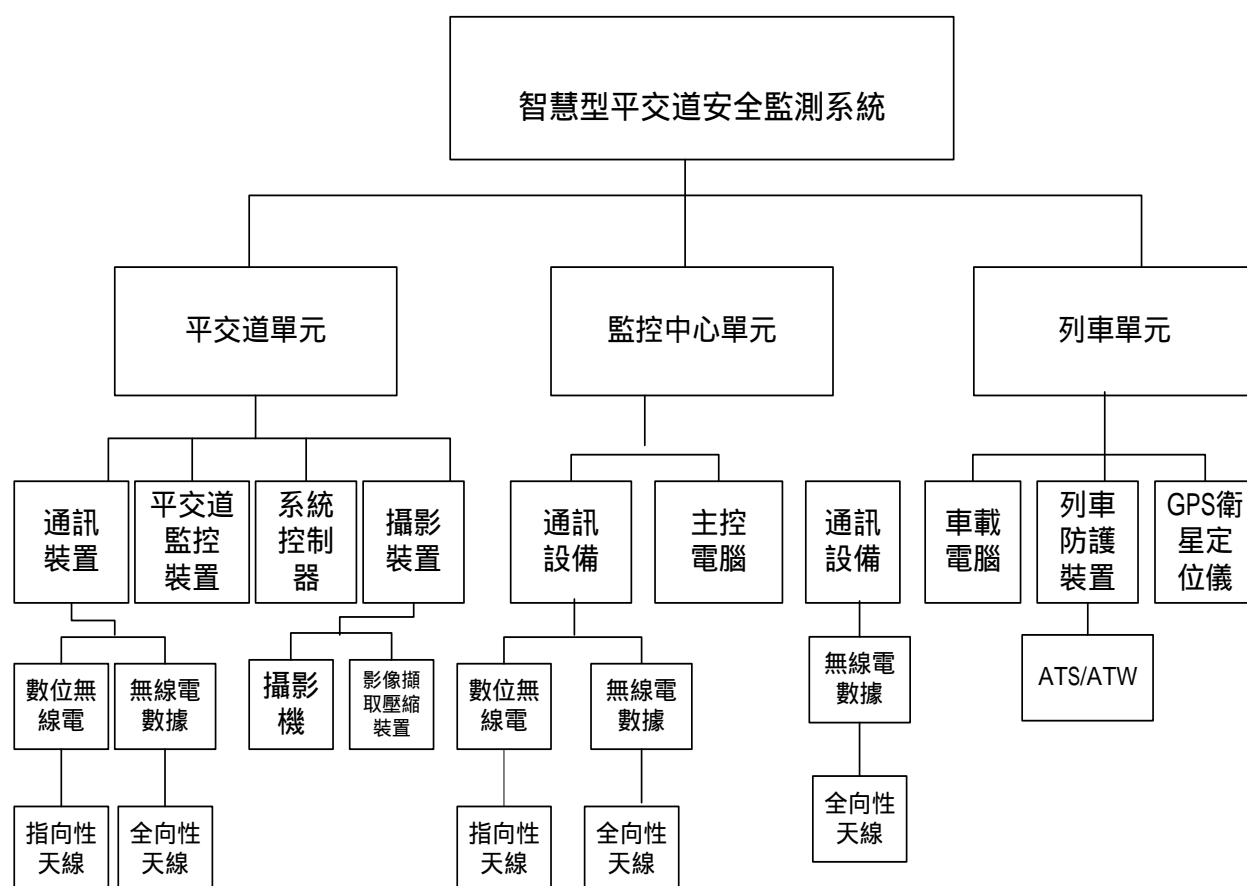 智慧型平交道安全監測系統
平交道單元
監控中心單元
列車單元
通訊
裝置
平交道
監控
裝置
系統
控制
器
攝影
裝置
通訊
設備
主控
電腦
通訊
設備
車載
電腦
列車
防護
裝置
GPS衛
星定
位儀
數位無
線電
無線電
數據
攝影
機
影像擷
取壓縮
裝置
數位無
線電
無線電
數據
無線電
數據
ATS/ATW
指向性
天線
全向性
天線
指向性
天線
全向性
天線
全向性
天線